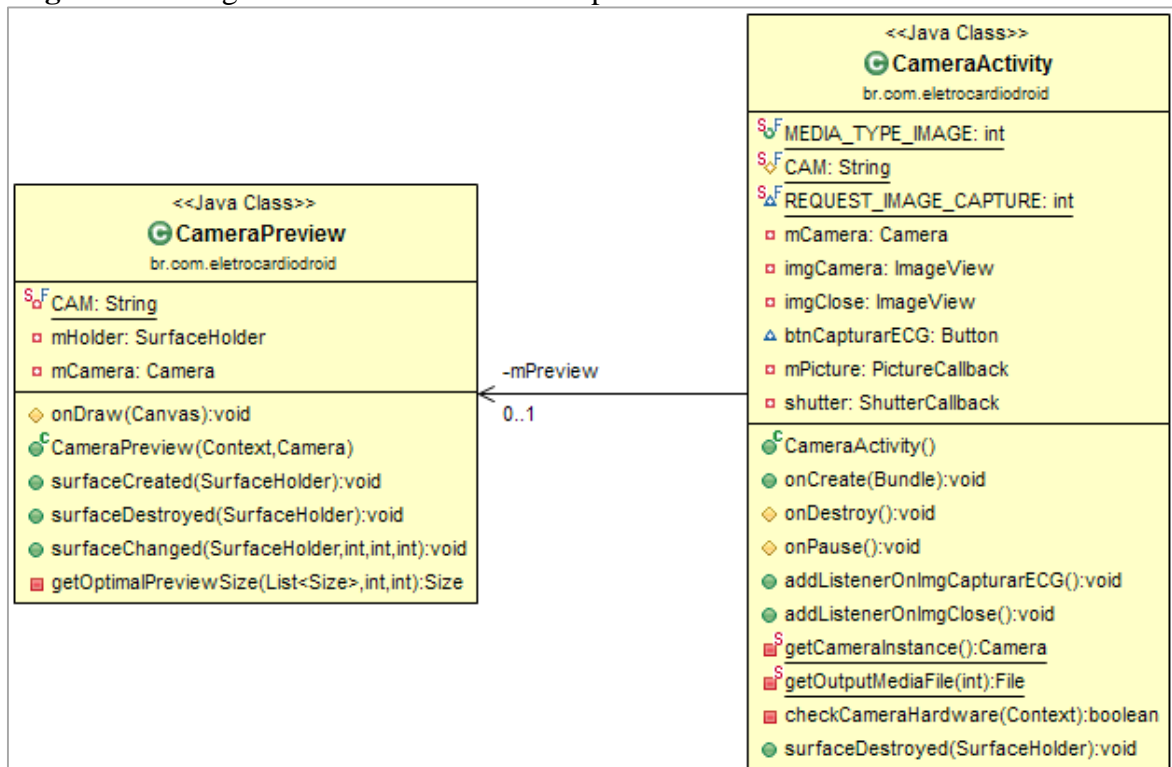 <<Java Class>>
CameraPreview
br.com.eletrocardiodroid
CAM: String
mHolder: SurfaceHolder
mCamera: Camera
onDraw(Canvas):void
CameraPreview(Context,Camera)
surfaceCreated(SurfaceHolder):void
surfaceDestroyed(SurfaceHolder):void
surfaceChanged(SurfaceHolder,int,int,int):void
getOptimalPreviewSize(List<Size>,int,int):Size
-mPreview
0..1
<<Java Class>>
CameraActivity
br.com.eletrocardiodroid
MEDIA_TYPE_IMAGE: int
CAM: String
REQUEST_IMAGE_CAPTURE: int
mCamera: Camera
imgCamera: ImageView
imgClose: ImageView
btnCapturarECG: Button
mPicture: PictureCallback
shutter: ShutterCallback
CameraActivity()
onCreate(Bundle):void
onDestroy():void
onPause():void
addListenerOnImgCapturarECG():void
addListenerOnImgClose():void
getCameraInstance():Camera
getOutputMediaFile(int):File
checkCameraHardware(Context):boolean
surfaceDestroyed(SurfaceHolder):void